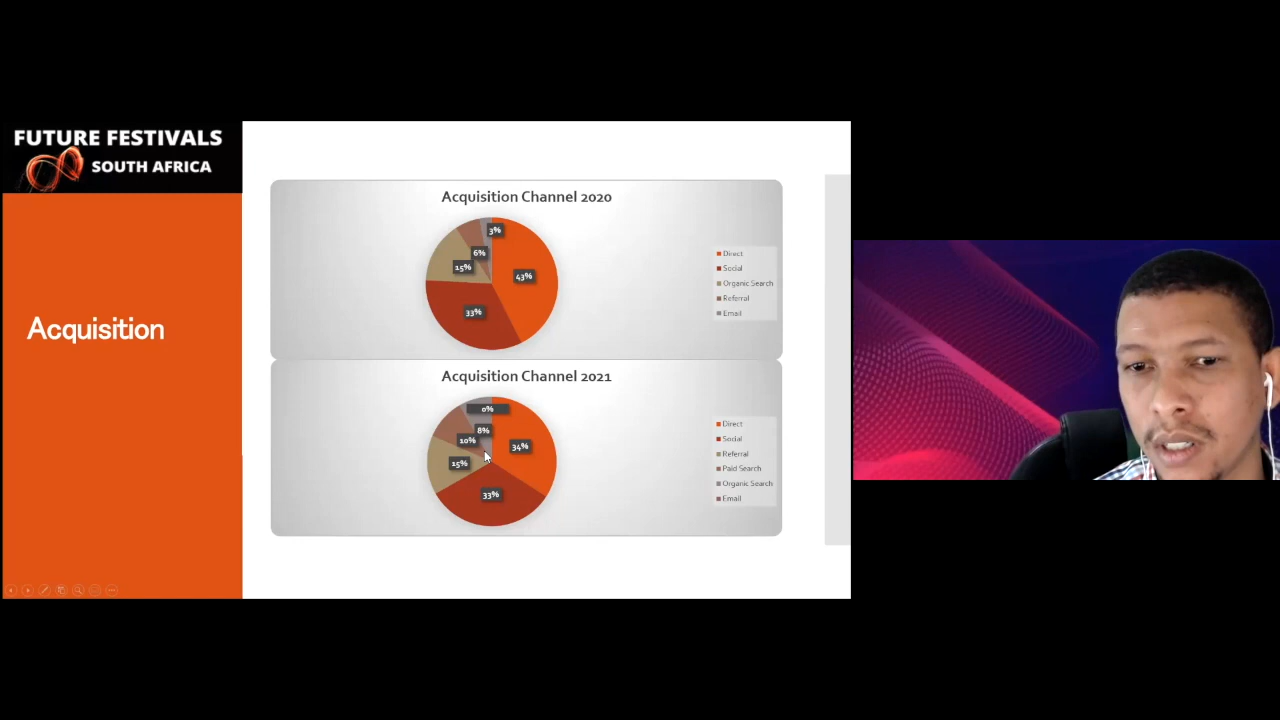 FUTURE FESTIVALS
SOUTH AFRICA
Acquisition
Acquisition Channel 2020
3%
6%
15%
43%
33%
Direct
Social
Organic Search
Referral
Email
Acquisition Channel 2021
0%
8%
10%
34%
15%
33%
Direct
Social
Referral
Paid Search
Organic Search
Email